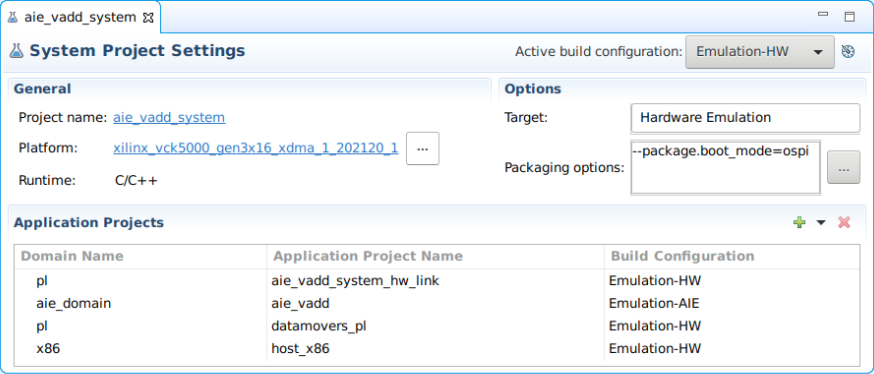 aie_vadd_system
System Project Settings
Active build configuration: Emulation-HW
General
Project name: aie_vadd_system
Platform: xilinx_vck5000_gen3x16_xdma_1_202120_1 ...
Runtime: C/C++
Options
Target: Hardware Emulation
Packaging options: --package.boot_mode=ospi ...
Application Projects
Domain Name Application Project Name Build Configuration
pl aie_vadd_system_hw_link Emulation-HW
aie_domain aie_vadd Emulation-AIE
pl datamovers_pl Emulation-HW
x86 host_x86 Emulation-HW